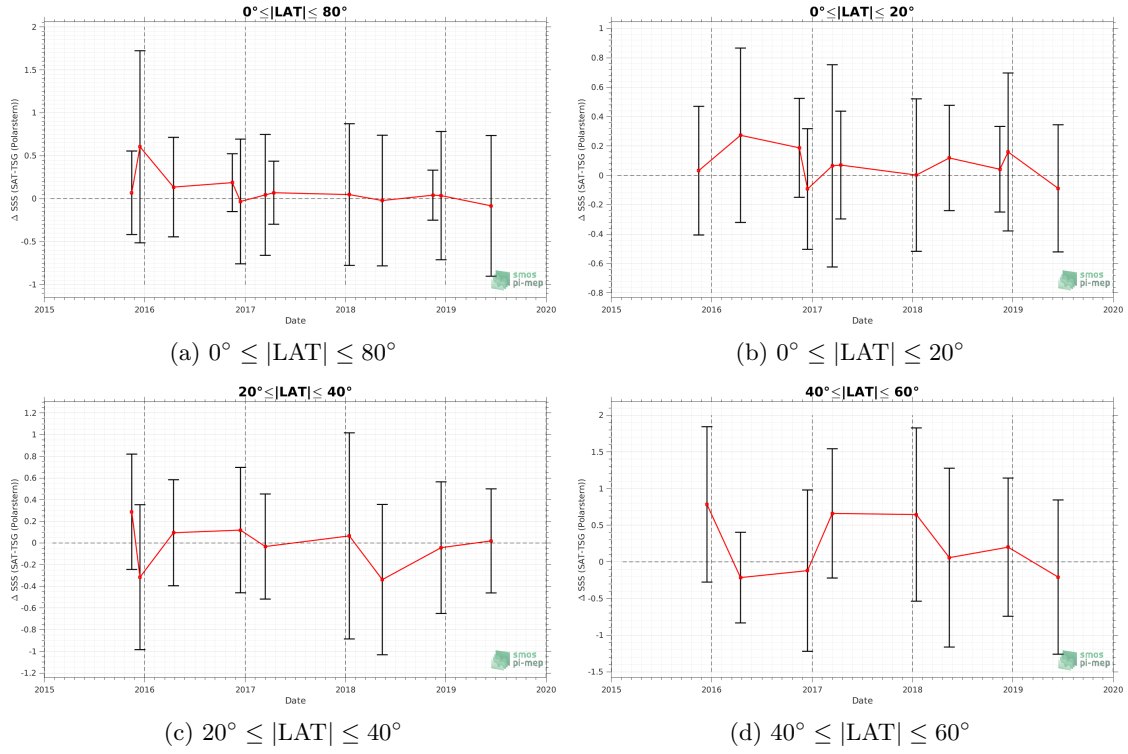 0°≤|LAT|≤ 80°
Δ SSS (SAT-TSG (Polarstern))
2
1.5
1
0.5
0
-0.5
-1
2015 2016 2017 2018 2019 2020
Date
smos
pi-mep
(a) 0° ≤ |LAT| ≤ 80°
0°≤|LAT|≤ 20°
Δ SSS (SAT-TSG (Polarstern))
1
0.8
0.6
0.4
0.2
0
-0.2
-0.4
-0.6
-0.8
2015 2016 2017 2018 2019 2020
Date
smos
pi-mep
(b) 0° ≤ |LAT| ≤ 20°
20°≤|LAT|≤ 40°
Δ SSS (SAT-TSG (Polarstern))
1.2
1
0.8
0.6
0.4
0.2
0
-0.2
-0.4
-0.6
-0.8
-1
-1.2
2015 2016 2017 2018 2019 2020
Date
smos
pi-mep
(c) 20° ≤ |LAT| ≤ 40°
40°≤|LAT|≤ 60°
Δ SSS (SAT-TSG (Polarstern))
2
1.5
1
0.5
0
-0.5
-1
-1.5
2015 2016 2017 2018 2019 2020
Date
smos
pi-mep
(d) 40° ≤ |LAT| ≤ 60°